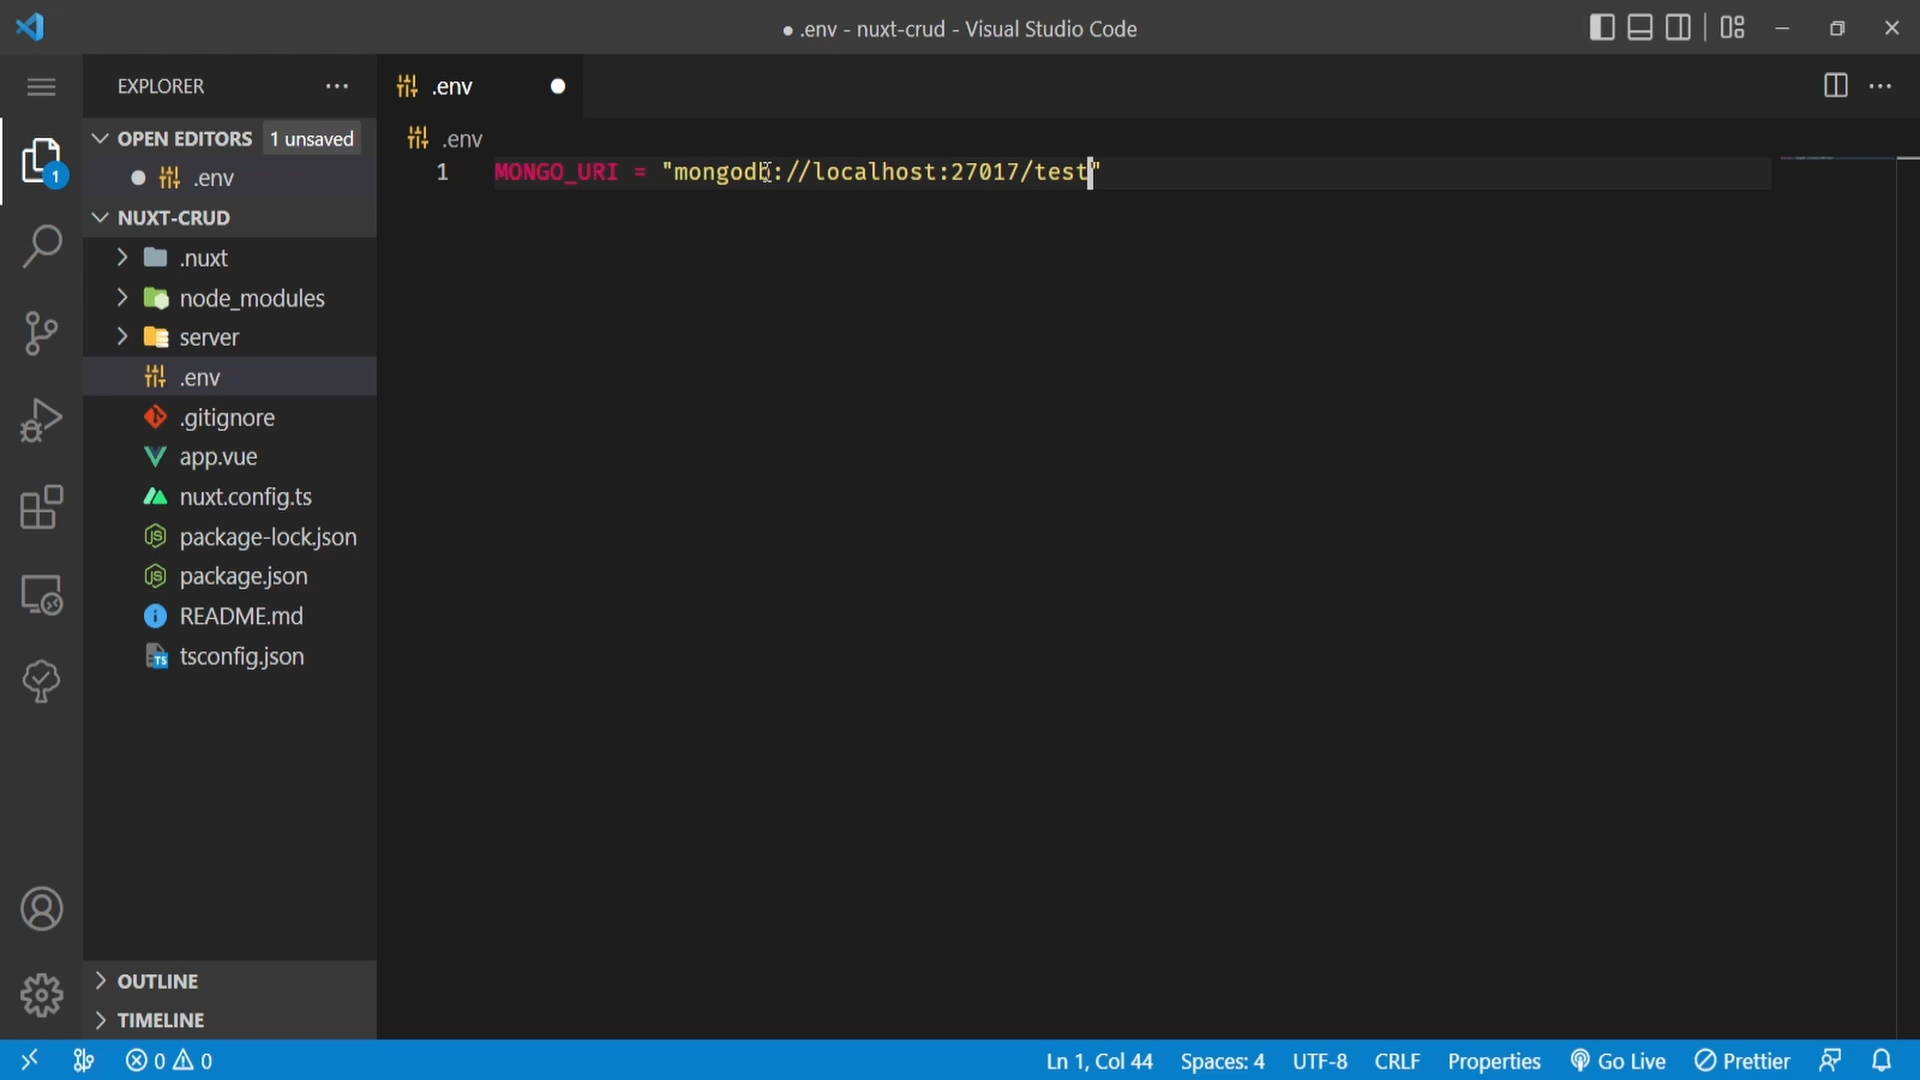 ● .env - nuxt-crud - Visual Studio Code
EXPLORER
.env
OPEN EDITORS
1 unsaved
.env
1
.env
1
MONGO_URI = "mongodb://localhost:27017/test"
NUXT-CRUD
.nuxt
node_modules
server
.env
.gitignore
app.vue
nuxt.config.ts
package-lock.json
package.json
README.md
tsconfig.json
OUTLINE
TIMELINE
0
0
Ln 1, Col 44
Spaces: 4
UTF-8
CRLF
Properties
Go Live
Prettier